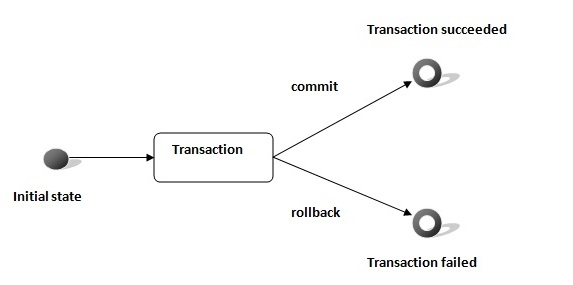 Transaction succeeded
commit
Transaction
Initial state
rollback
Transaction failed